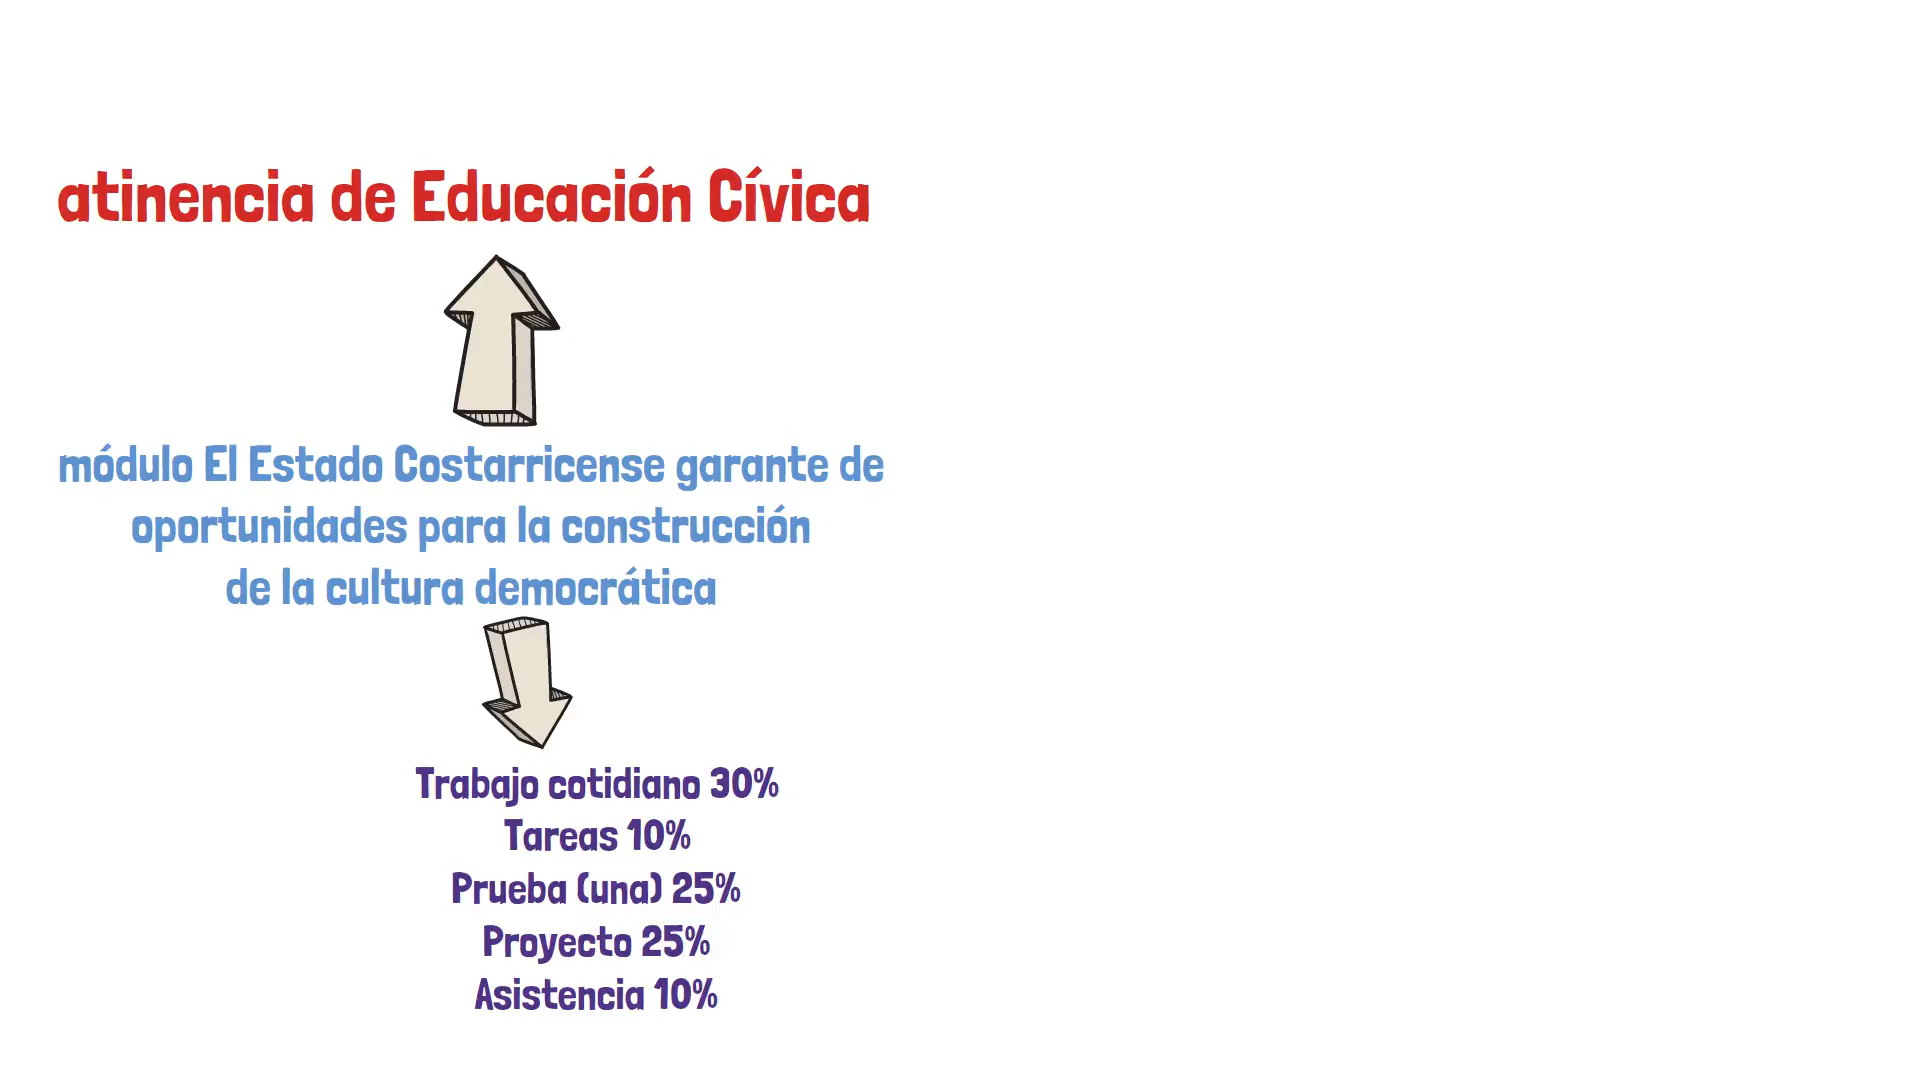 atinencia de Educación Cívica
módulo El Estado Costarricense garante de
oportunidades para la construcción
de la cultura democrática
Trabajo cotidiano 30%
Tareas 10%
Prueba (una) 25%
Proyecto 25%
Asistencia 10%